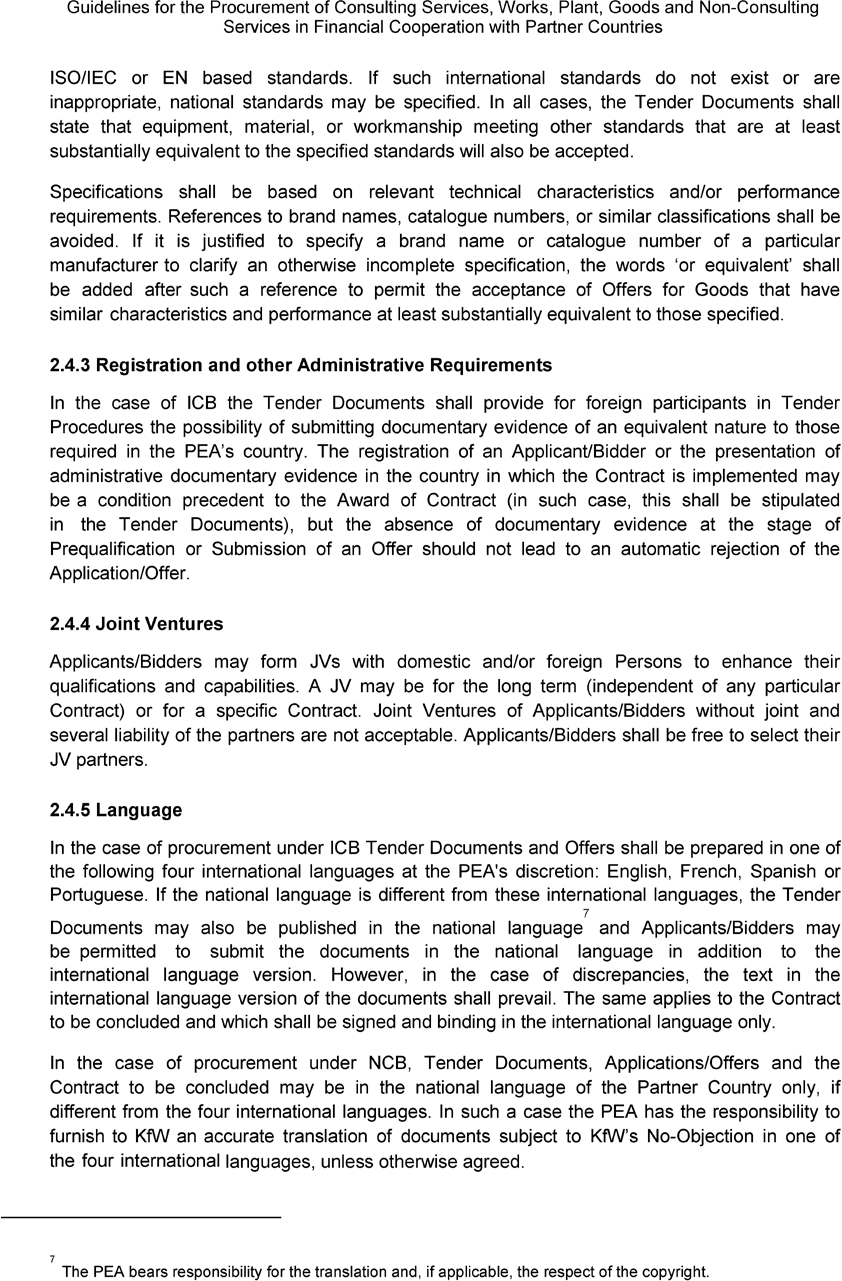 Guidelines for the Procurement of Consulting Services, Works, Plant, Goods and Non-Consulting
Services in Financial Cooperation with Partner Countries
ISO/IEC or EN based standards. If such international standards do not exist or are
inappropriate, national standards may be specified. In all cases, the Tender Documents shall
state that equipment, material, or workmanship meeting other standards that are at least
substantially equivalent to the specified standards will also be accepted.
Specifications shall be based on relevant technical characteristics and/or performance
requirements. References to brand names, catalogue numbers, or similar classifications shall be
avoided. If it is justified to specify a brand name or catalogue number of a particular
manufacturer to clarify an otherwise incomplete specification, the words ‘or equivalent’ shall
be added after such a reference to permit the acceptance of Offers for Goods that have
similar characteristics and performance at least substantially equivalent to those specified.
2.4.3 Registration and other Administrative Requirements
In the case of ICB the Tender Documents shall provide for foreign participants in Tender
Procedures the possibility of submitting documentary evidence of an equivalent nature to those
required in the PEA’s country. The registration of an Applicant/Bidder or the presentation of
administrative documentary evidence in the country in which the Contract is implemented may
be a condition precedent to the Award of Contract (in such case, this shall be stipulated
in the Tender Documents), but the absence of documentary evidence at the stage of
Prequalification or Submission of an Offer should not lead to an automatic rejection of the
Application/Offer.
2.4.4 Joint Ventures
Applicants/Bidders may form JVs with domestic and/or foreign Persons to enhance their
qualifications and capabilities. A JV may be for the long term (independent of any particular
Contract) or for a specific Contract. Joint Ventures of Applicants/Bidders without joint and
several liability of the partners are not acceptable. Applicants/Bidders shall be free to select their
JV partners.
2.4.5 Language
In the case of procurement under ICB Tender Documents and Offers shall be prepared in one of
the following four international languages at the PEA's discretion: English, French, Spanish or
Portuguese. If the national language is different from these international languages, the Tender
Documents may also be published in the national language7 and Applicants/Bidders may
be permitted to submit the documents in the national language in addition to the
international language version. However, in the case of discrepancies, the text in the
international language version of the documents shall prevail. The same applies to the Contract
to be concluded and which shall be signed and binding in the international language only.
In the case of procurement under NCB, Tender Documents, Applications/Offers and the
Contract to be concluded may be in the national language of the Partner Country only, if
different from the four international languages. In such a case the PEA has the responsibility to
furnish to KfW an accurate translation of documents subject to KfW’s No-Objection in one of
the four international languages, unless otherwise agreed.
7 The PEA bears responsibility for the translation and, if applicable, the respect of the copyright.